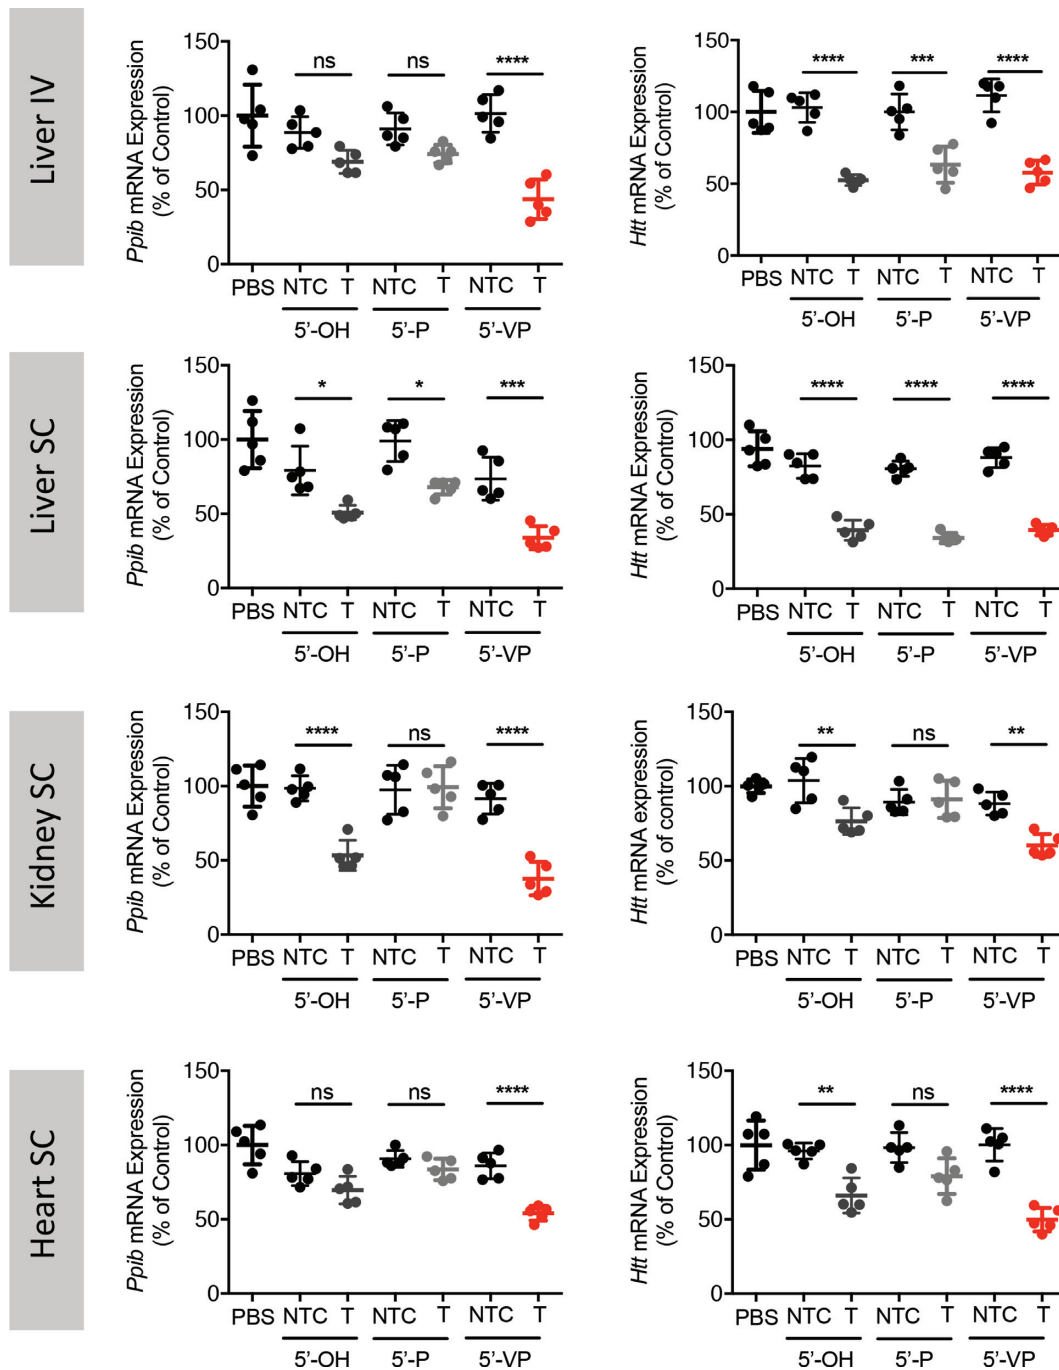 Liver IV
Ppib mRNA Expression
(% of Control)
150
100
50
0
ns
ns
****
PBS
NTC T NTC T NTC T
5'-OH 5'-P 5'-VP
Htt mRNA Expression
(% of Control)
150
100
50
0
****
***
****
PBS
NTC T NTC T NTC T
5'-OH 5'-P 5'-VP
Liver SC
Ppib mRNA Expression
(% of Control)
150
100
50
0
*
*
***
PBS
NTC T NTC T NTC T
5'-OH 5'-P 5'-VP
Htt mRNA Expression
(% of Control)
150
100
50
0
****
****
****
PBS
NTC T NTC T NTC T
5'-OH 5'-P 5'-VP
Kidney SC
Ppib mRNA Expression
(% of Control)
150
100
50
0
****
ns
****
PBS
NTC T NTC T NTC T
5'-OH 5'-P 5'-VP
Htt mRNA expression
(% of control)
150
100
50
0
**
ns
**
PBS
NTC T NTC T NTC T
5'-OH 5'-P 5'-VP
Heart SC
Ppib mRNA Expression
(% of Control)
150
100
50
0
ns
ns
****
PBS
NTC T NTC T NTC T
5'-OH 5'-P 5'-VP
Htt mRNA Expression
(% of Control)
150
100
50
0
**
ns
****
PBS
NTC T NTC T NTC T
5'-OH 5'-P 5'-VP